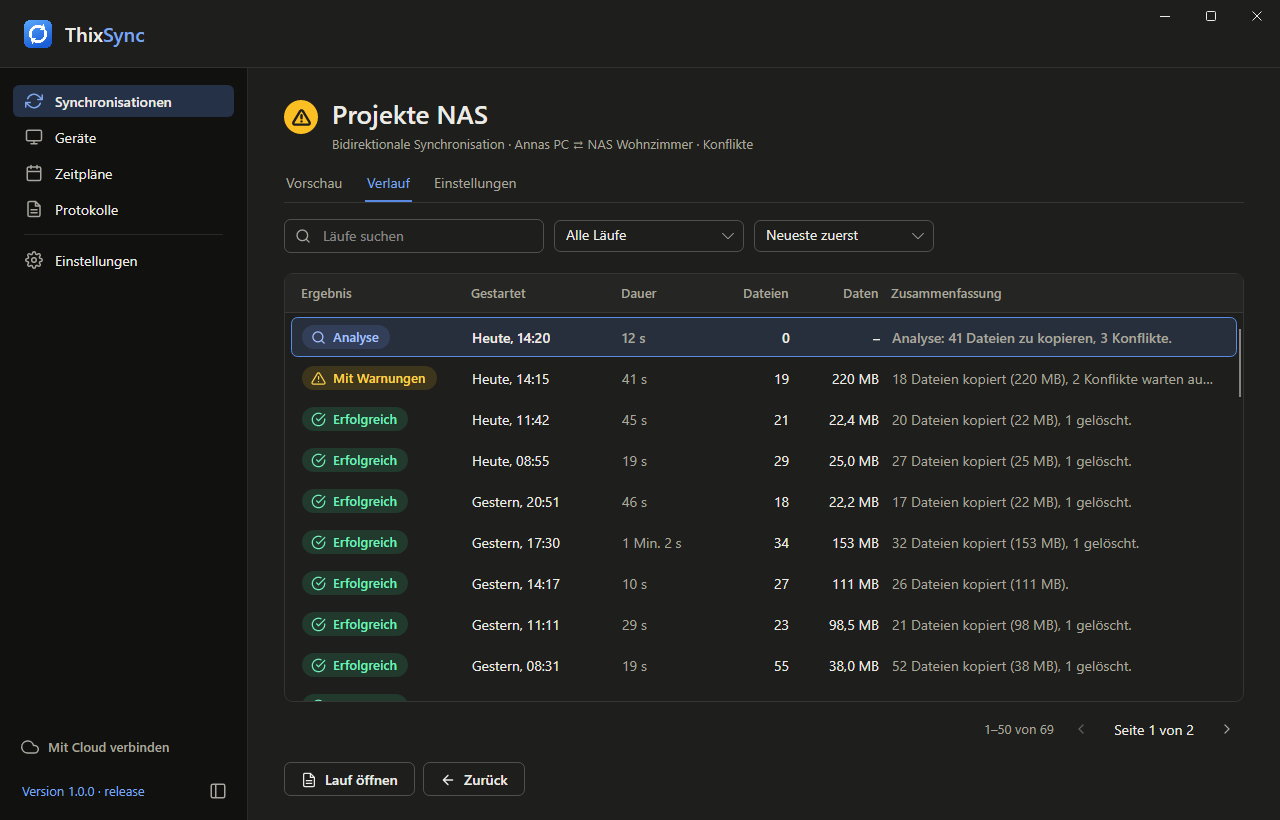 ThixSync
Synchronisationen
Geräte
Zeitpläne
Protokolle
Einstellungen
Mit Cloud verbinden
Version 1.0.0 · release
Projekte NAS
Bidirektionale Synchronisation · Annas PC ⇄ NAS Wohnzimmer · Konflikte
Vorschau Verlauf Einstellungen
Läufe suchen Alle Läufe Neueste zuerst
Ergebnis Gestartet Dauer Dateien Daten Zusammenfassung
Analyse Heute, 14:20 12 s 0 – Analyse: 41 Dateien zu kopieren, 3 Konflikte.
Mit Warnungen Heute, 14:15 41 s 19 220 MB 18 Dateien kopiert (220 MB), 2 Konflikte warten au...
Erfolgreich Heute, 11:42 45 s 21 22,4 MB 20 Dateien kopiert (22 MB), 1 gelöscht.
Erfolgreich Heute, 08:55 19 s 29 25,0 MB 27 Dateien kopiert (25 MB), 1 gelöscht.
Erfolgreich Gestern, 20:51 46 s 18 22,2 MB 17 Dateien kopiert (22 MB), 1 gelöscht.
Erfolgreich Gestern, 17:30 1 Min. 2 s 34 153 MB 32 Dateien kopiert (153 MB), 1 gelöscht.
Erfolgreich Gestern, 14:17 10 s 27 111 MB 26 Dateien kopiert (111 MB).
Erfolgreich Gestern, 11:11 29 s 23 98,5 MB 21 Dateien kopiert (98 MB), 1 gelöscht.
Erfolgreich Gestern, 08:31 19 s 55 38,0 MB 52 Dateien kopiert (38 MB), 1 gelöscht.
1–50 von 69 Seite 1 von 2
Lauf öffnen Zurück